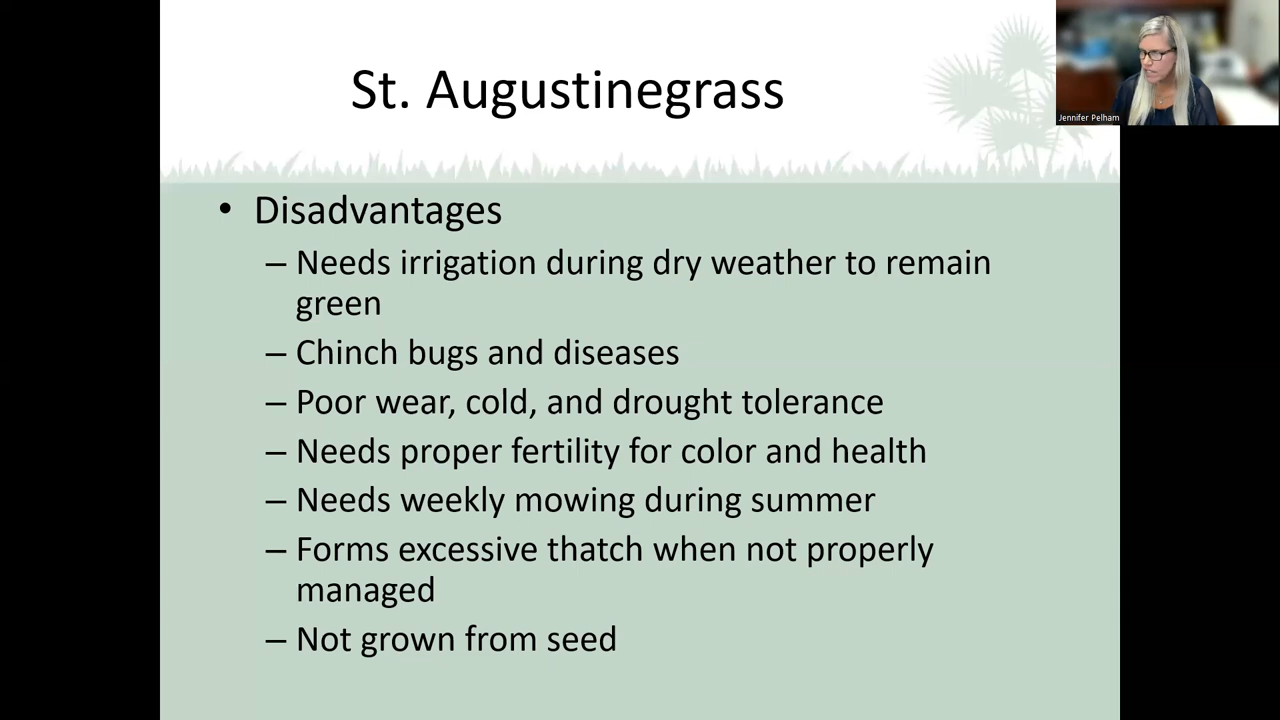 St. Augustinegrass
Jennifer Pelham
• Disadvantages
– Needs irrigation during dry weather to remain
green
– Chinch bugs and diseases
– Poor wear, cold, and drought tolerance
– Needs proper fertility for color and health
– Needs weekly mowing during summer
– Forms excessive thatch when not properly
managed
– Not grown from seed